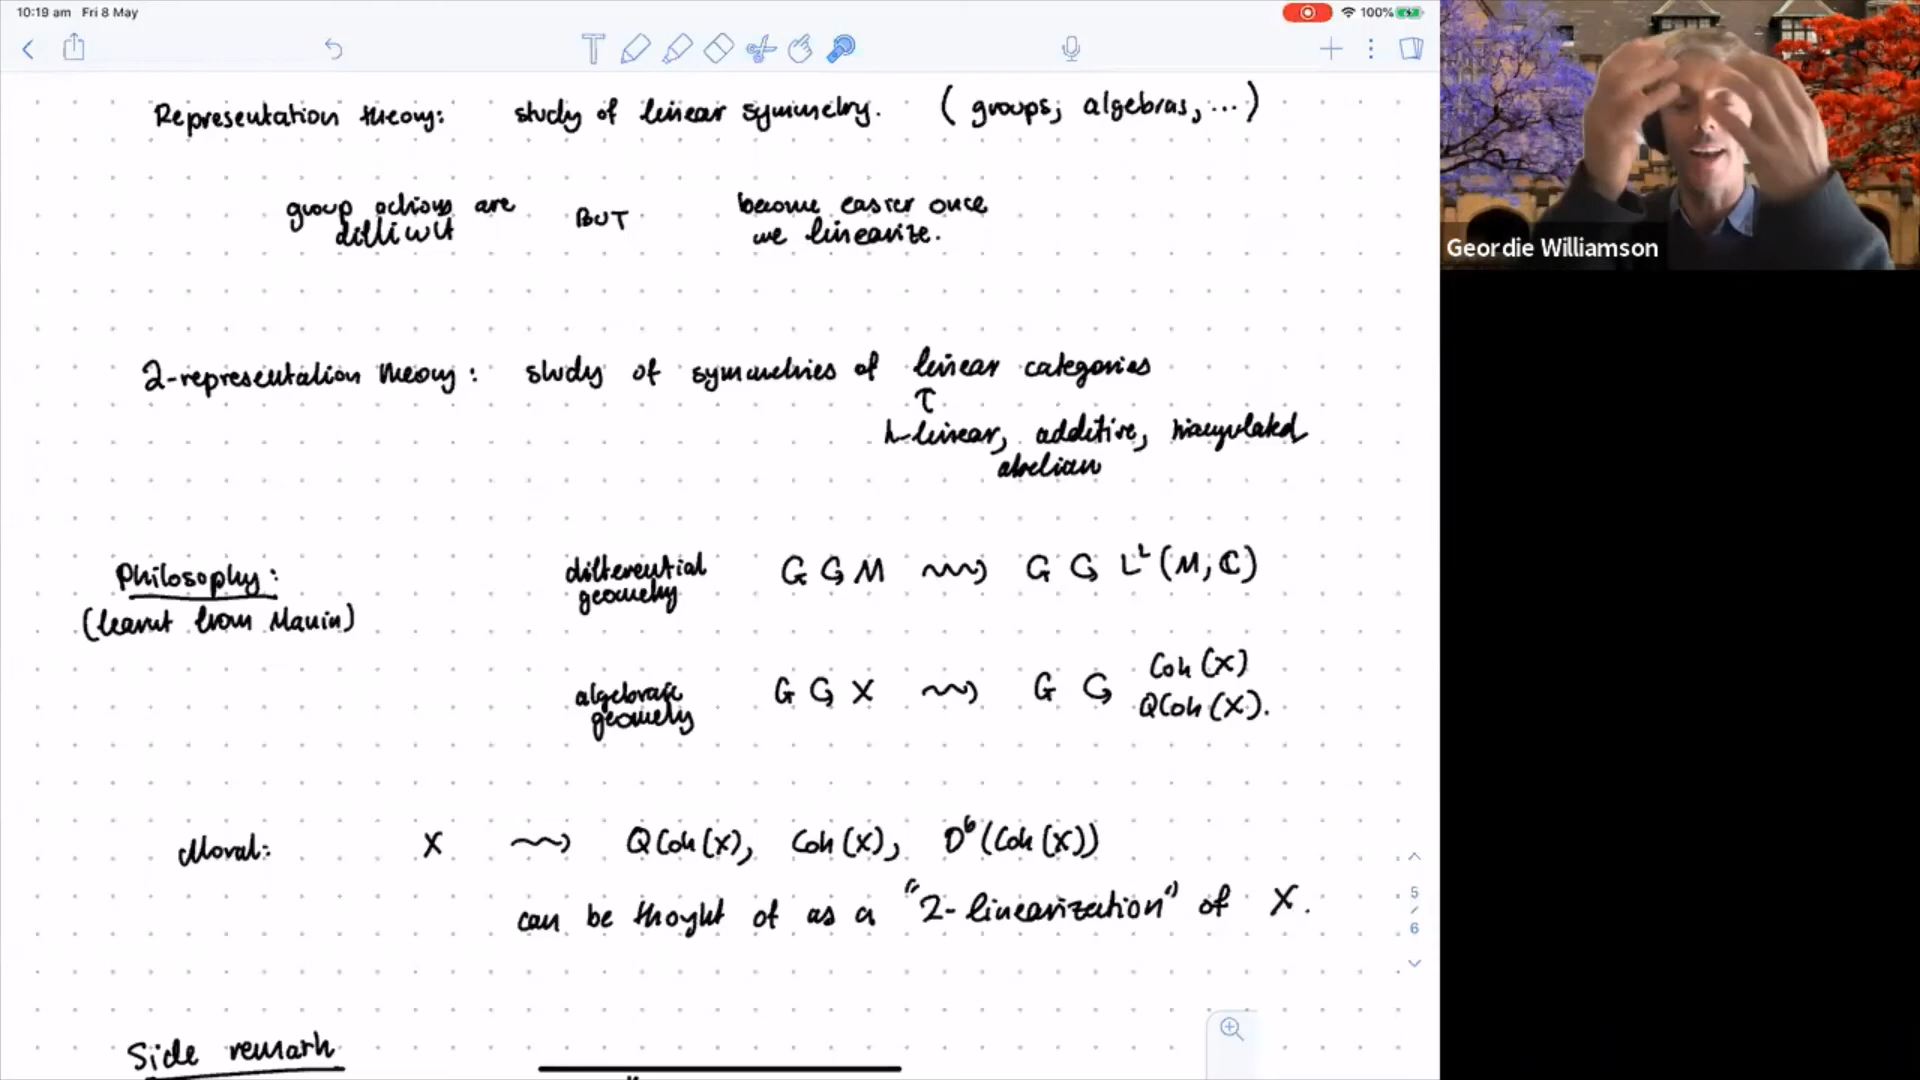 10:19 am Fri 8 May
100%
Representation theory: study of linear symmetry. (groups, algebras, ...)
group actions are difficult BUT become easier once we linearize.
2-representation theory: study of symmetries of linear categories
k-linear, additive, triangulated
abelian
Philosophy:
(learnt from Manin)
differential geometry G G M ⇝ G G L² (M, ℂ)
algebraic geometry G G X ⇝ G G Coh (X)
QCoh (X).
Moral: X ⇝ QCoh (X), Coh (X), Dᵇ(Coh (X))
can be thoght of as a "2-linearization" of X.
Side remark
5
/
6
Geordie Williamson